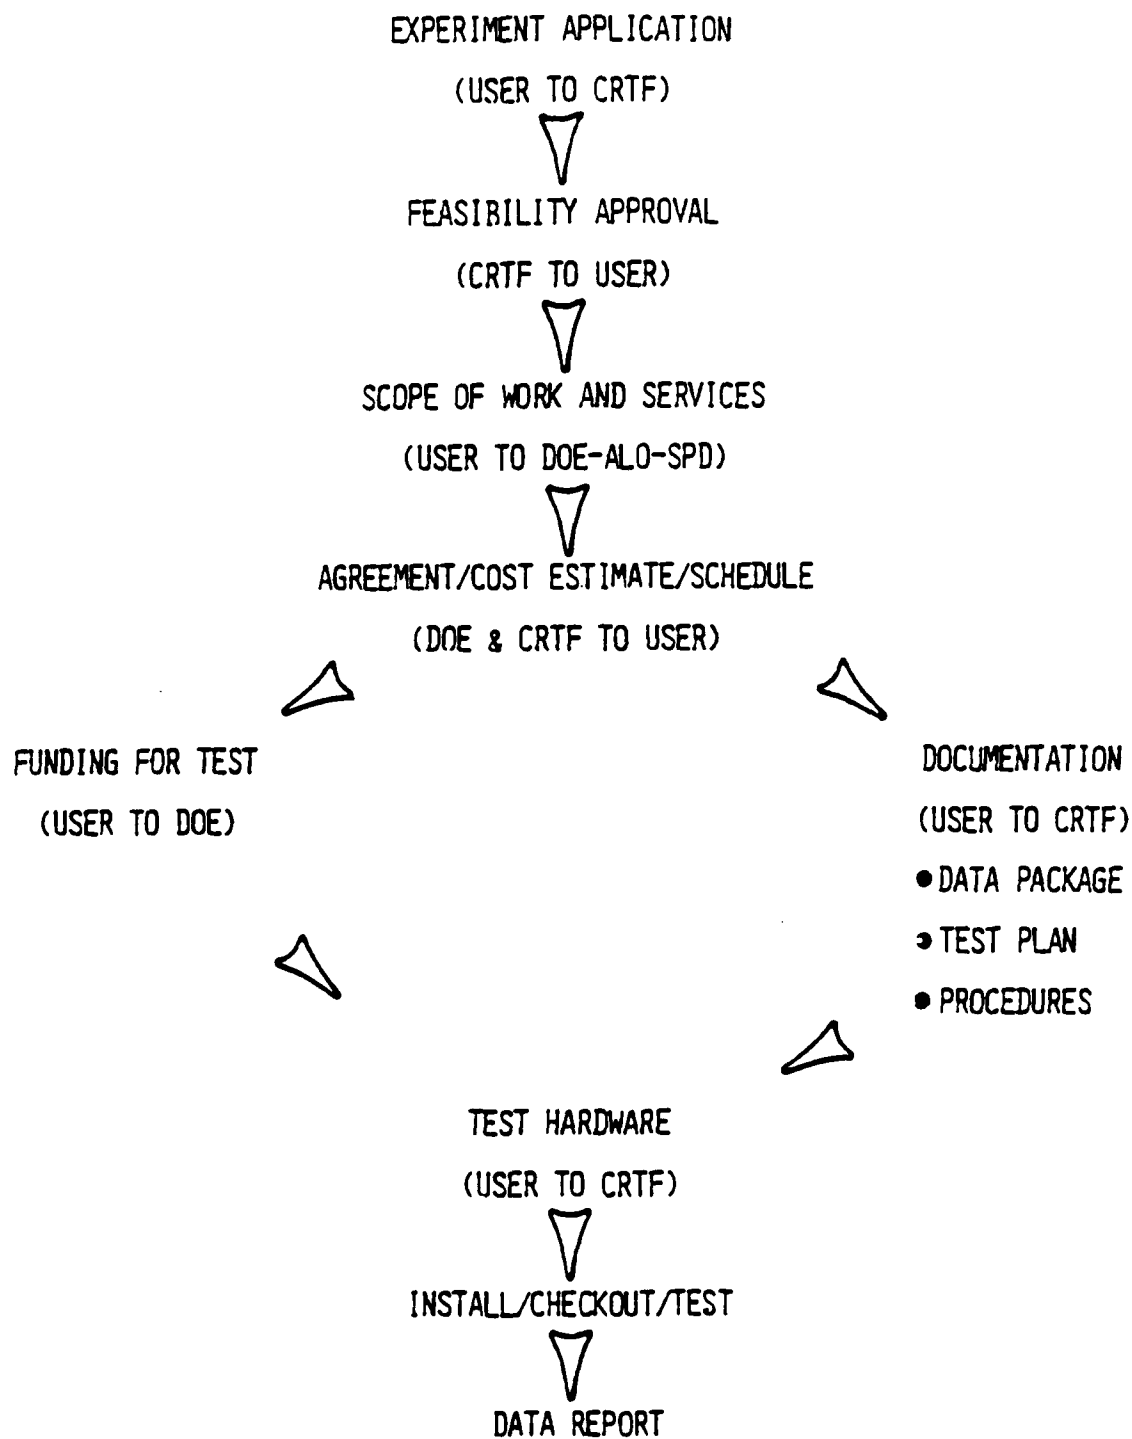 EXPERIMENT APPLICATION
(USER TO CRTF)
FEASIBILITY APPROVAL
(CRTF TO USER)
SCOPE OF WORK AND SERVICES
(USER TO DOE-ALO-SPD)
AGREEMENT/COST ESTIMATE/SCHEDULE
(DOE & CRTF TO USER)
FUNDING FOR TEST
(USER TO DOE)
DOCUMENTATION
(USER TO CRTF)
● DATA PACKAGE
● TEST PLAN
● PROCEDURES
TEST HARDWARE
(USER TO CRTF)
INSTALL/CHECKOUT/TEST
DATA REPORT